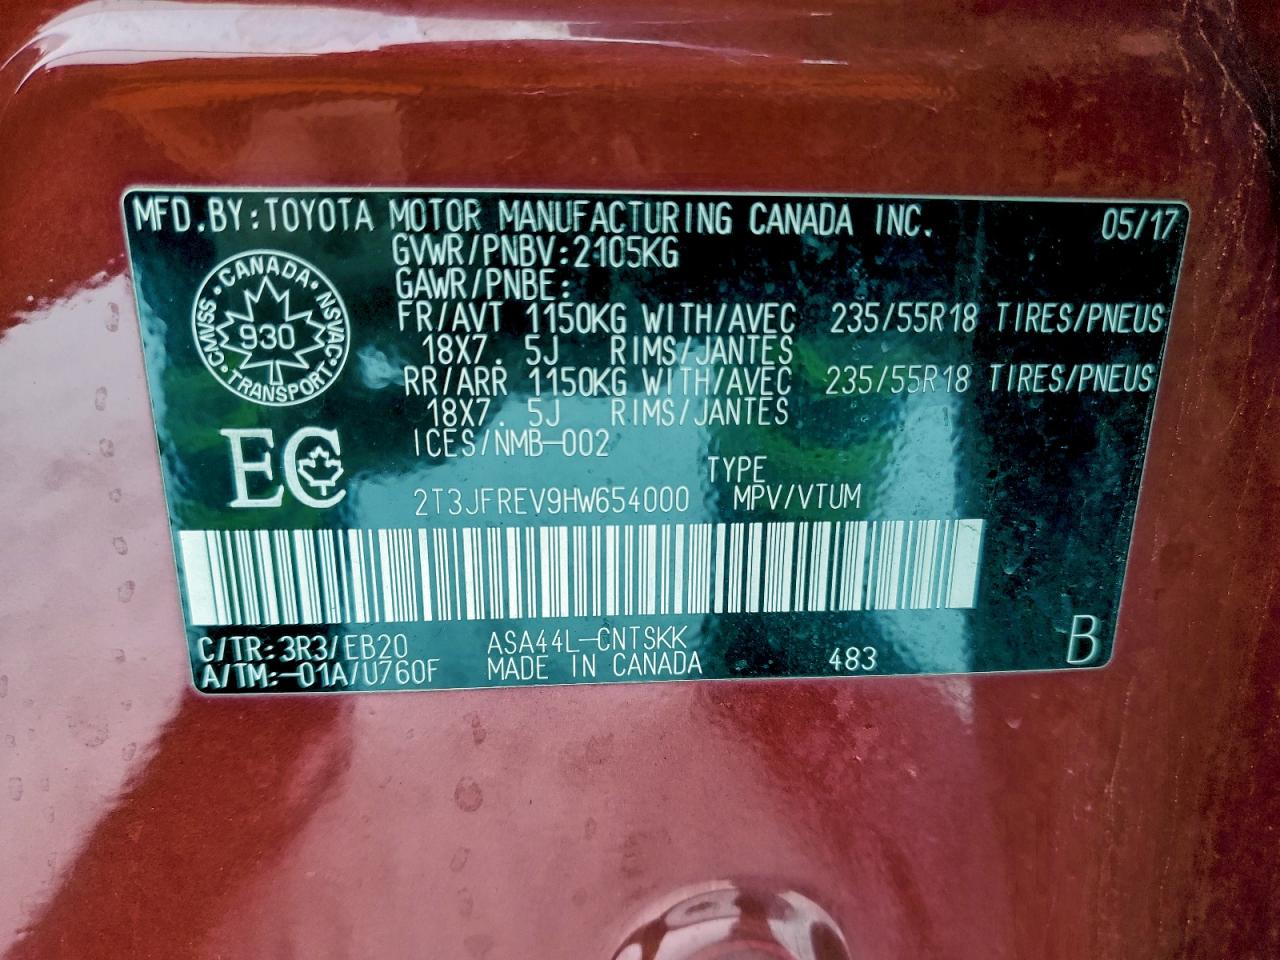 MFD.BY:TOYOTA MOTOR MANUFACTURING CANADA INC. 05/17
GVWR/PNBV:2105KG
GAWR/PNBE:
FR/AVT 1150KG WITH/AVEC 235/55R18 TIRES/PNEUS
18X7.5J RIMS/JANTES
RR/ARR 1150KG WITH/AVEC 235/55R18 TIRES/PNEUS
18X7.5J RIMS/JANTES
CANADA
CMVSS 930 NSVAC
TRANSPORT
ICES/NMB-002
EC
TYPE
2T3JFREV9HW654000 MPV/VTUM
C/TR:3R3/EB20 ASA44L-CNTSKK
A/TM:-01A/U760F MADE IN CANADA 483 B